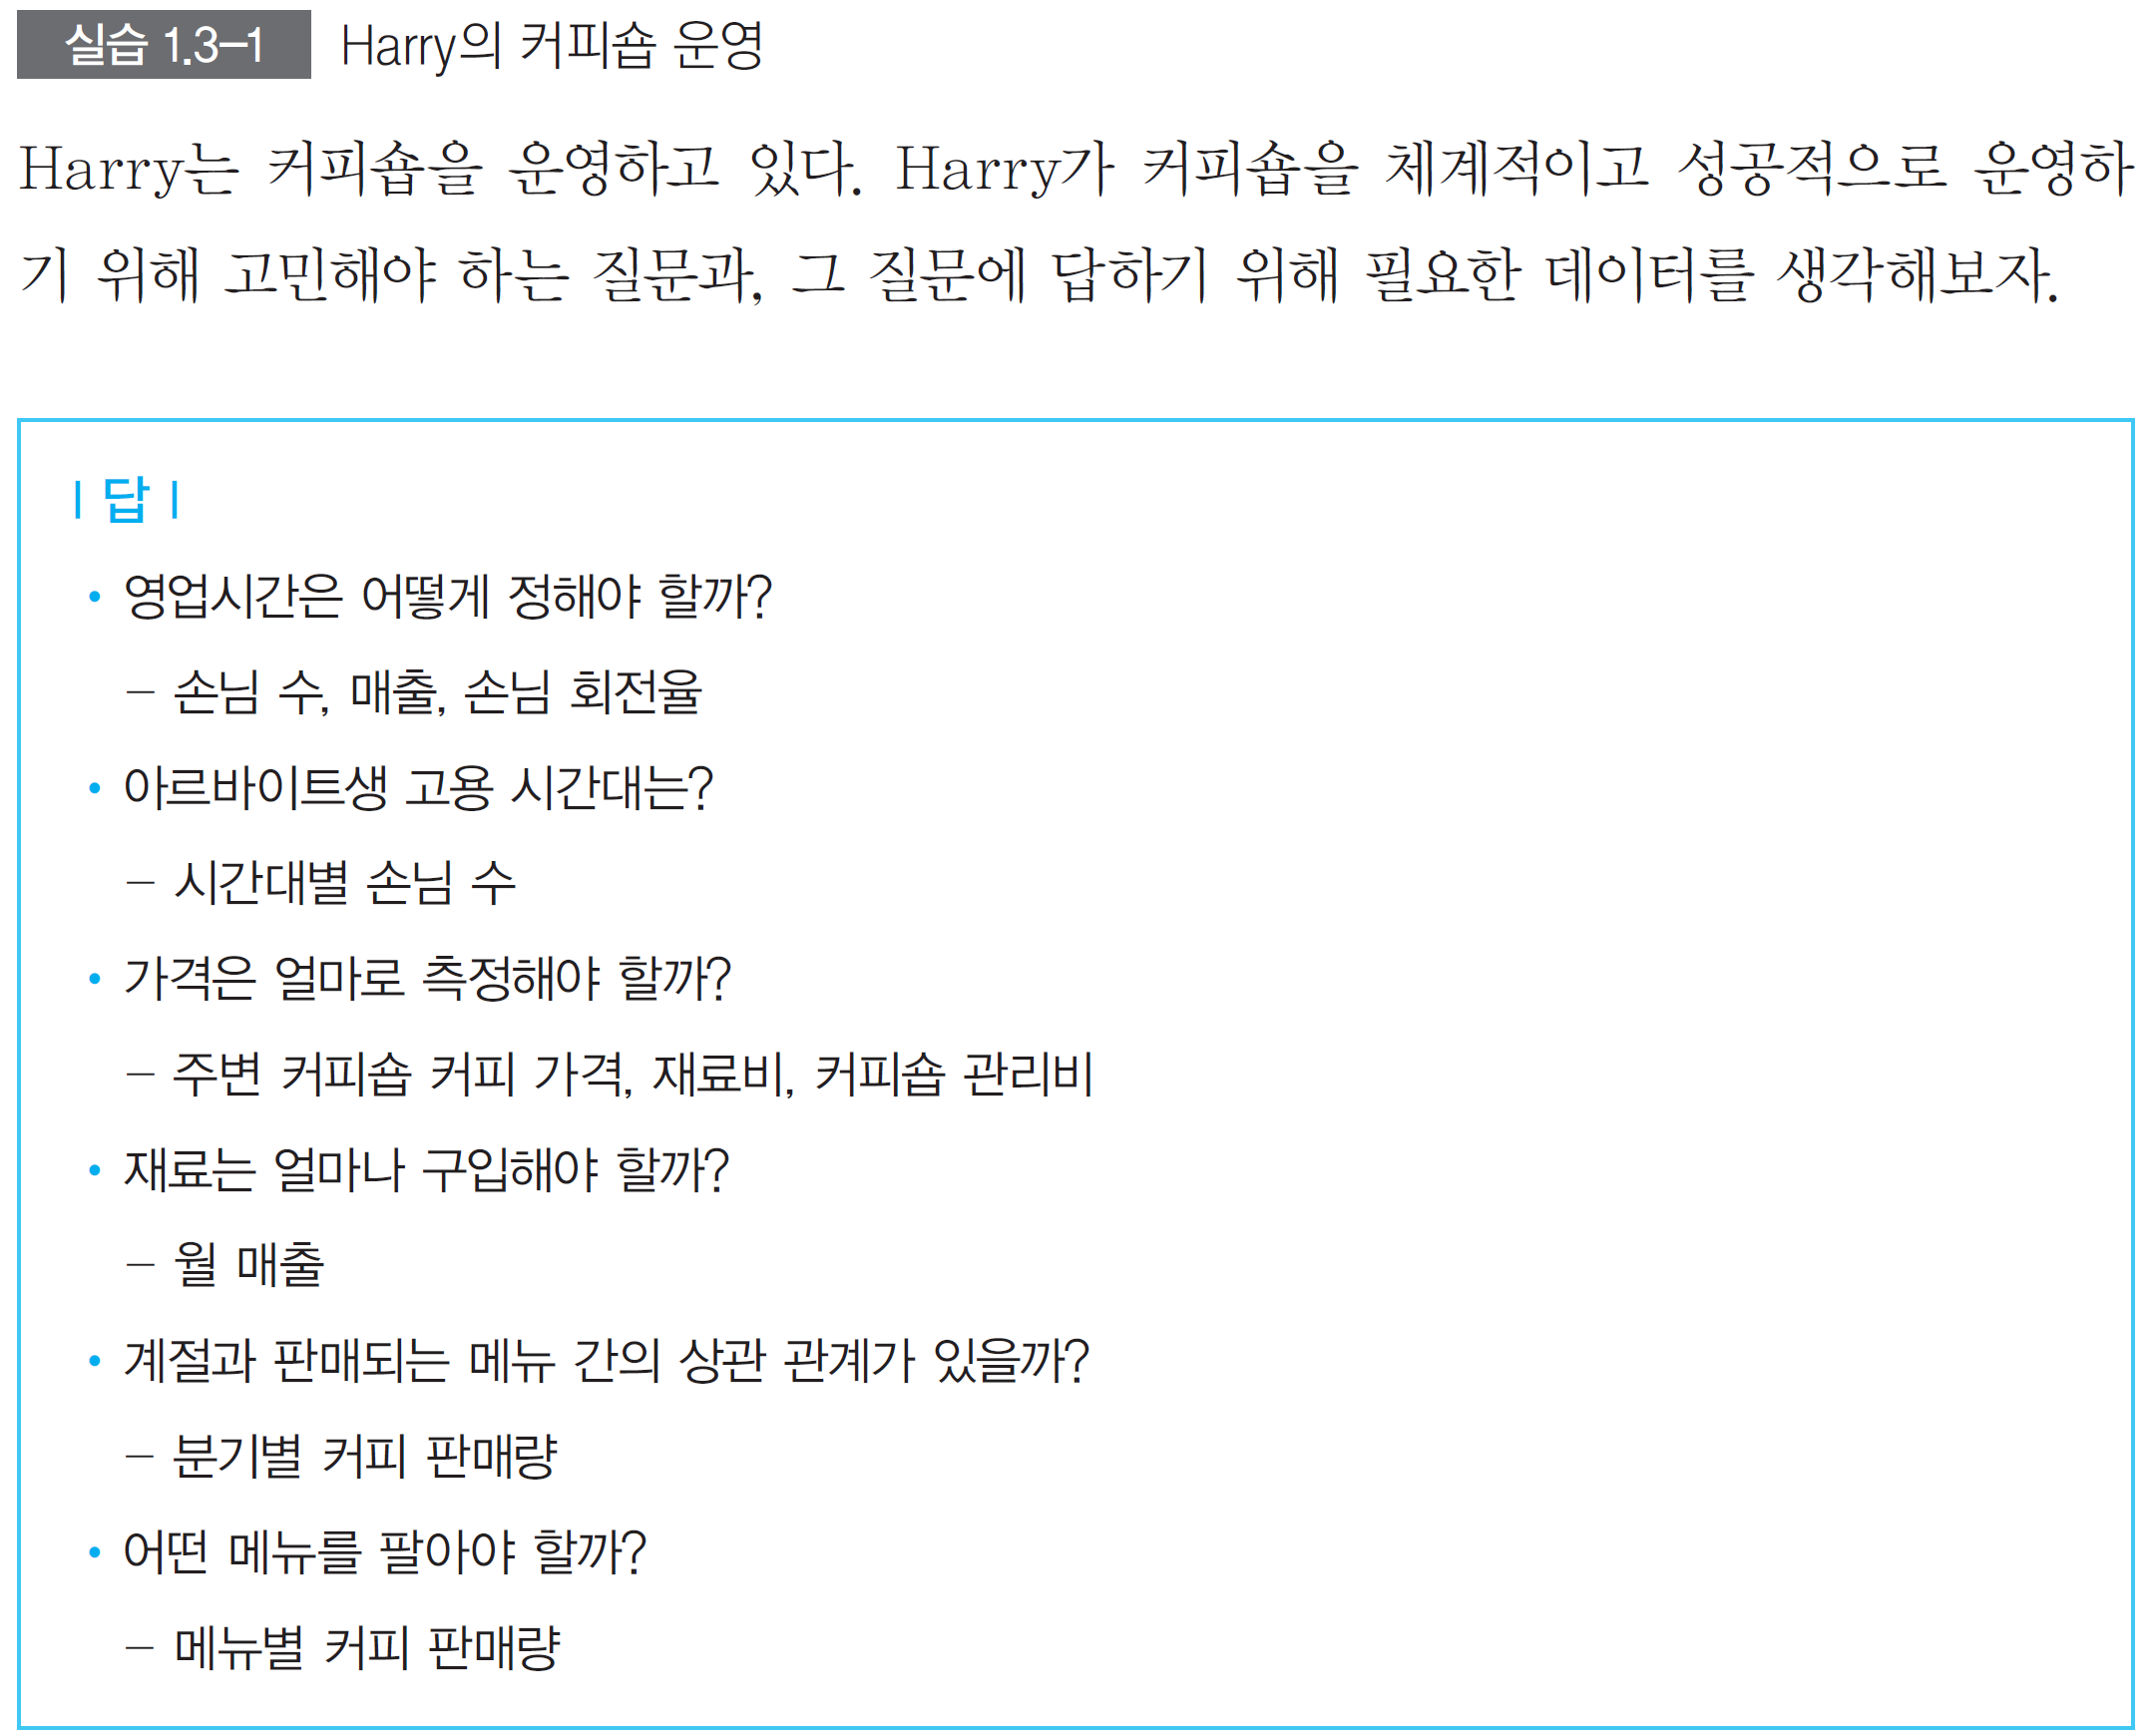 실습 1.3-1 Harry의 커피숍 운영
Harry는 커피숍을 운영하고 있다. Harry가 커피숍을 체계적이고 성공적으로 운영하
기 위해 고민해야 하는 질문과, 그 질문에 답하기 위해 필요한 데이터를 생각해보자.
| 답 |
• 영업시간은 어떻게 정해야 할까?
– 손님 수, 매출, 손님 회전율
• 아르바이트생 고용 시간대는?
– 시간대별 손님 수
• 가격은 얼마로 측정해야 할까?
– 주변 커피숍 커피 가격, 재료비, 커피숍 관리비
• 재료는 얼마나 구입해야 할까?
– 월 매출
• 계절과 판매되는 메뉴 간의 상관 관계가 있을까?
– 분기별 커피 판매량
• 어떤 메뉴를 팔아야 할까?
– 메뉴별 커피 판매량